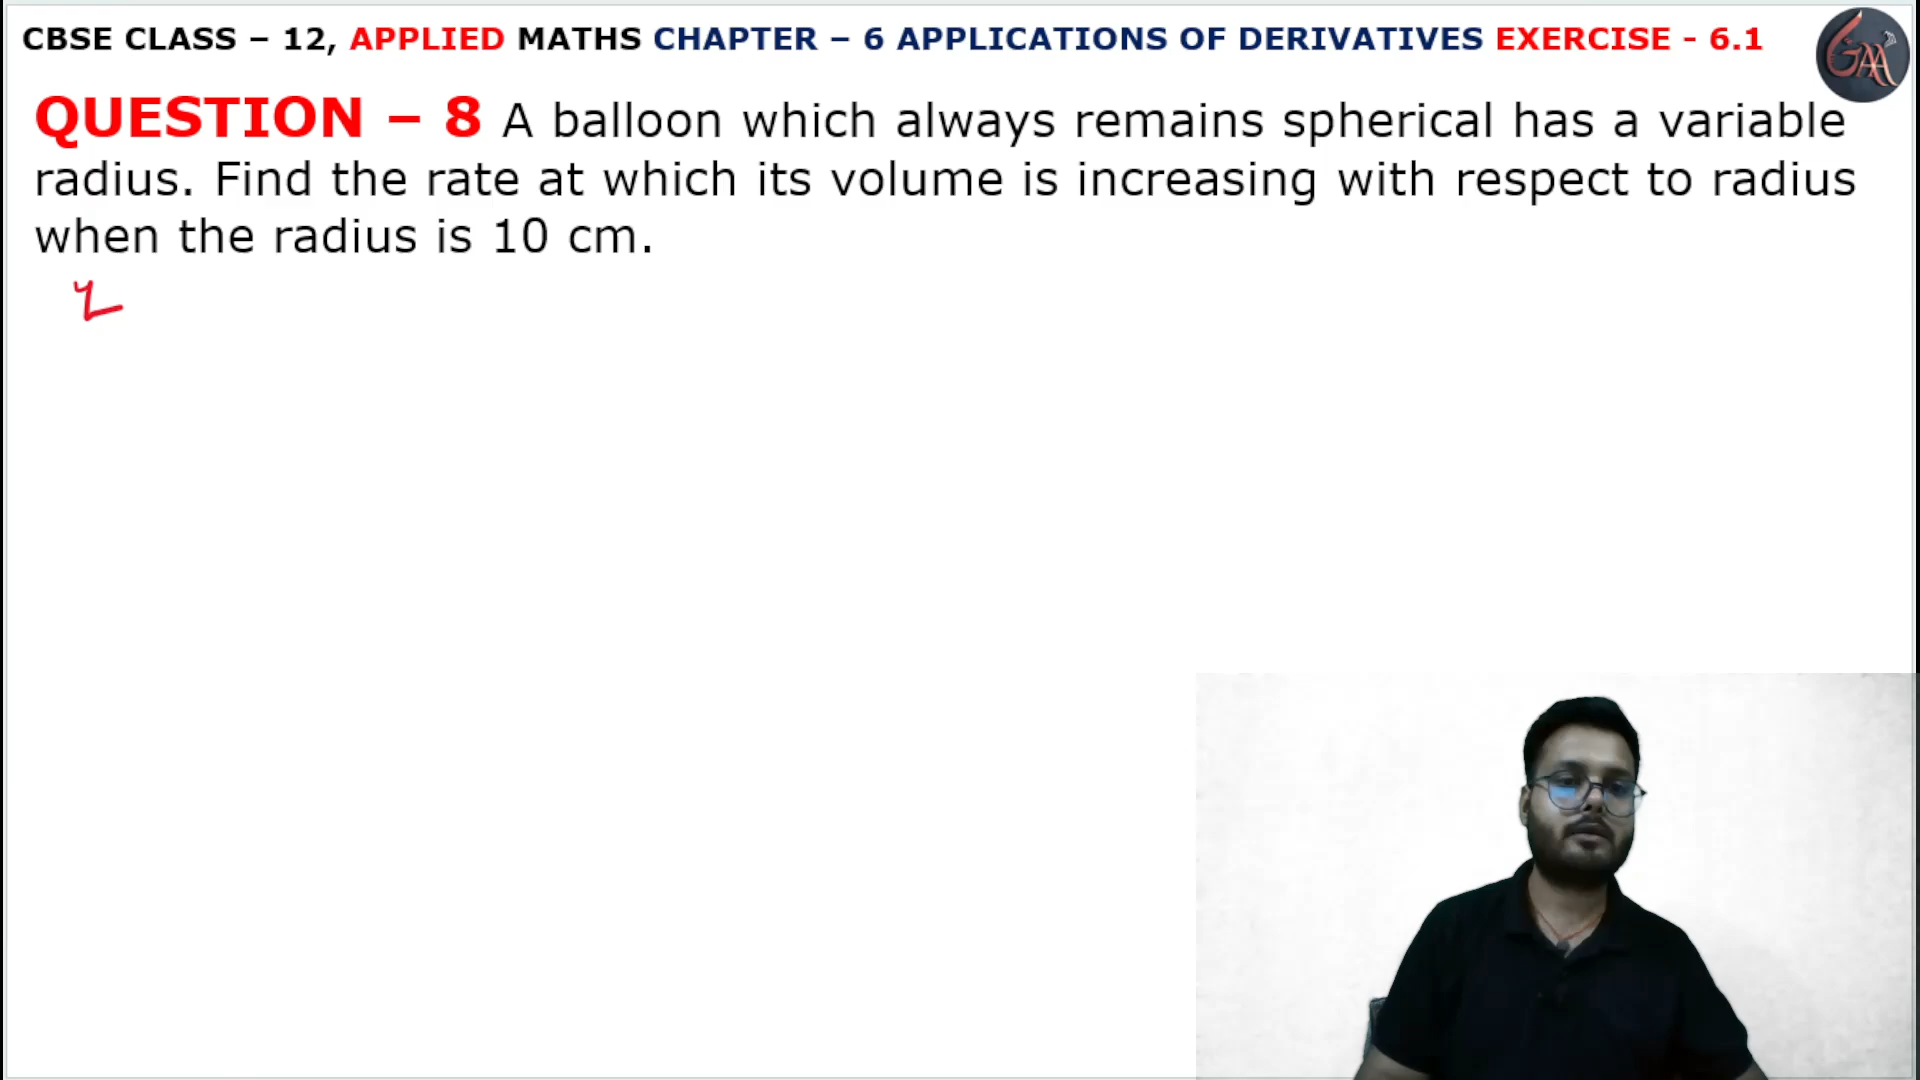 CBSE CLASS – 12, APPLIED MATHS CHAPTER – 6 APPLICATIONS OF DERIVATIVES EXERCISE - 6.1
QUESTION – 8 A balloon which always remains spherical has a variable
radius. Find the rate at which its volume is increasing with respect to radius
when the radius is 10 cm.